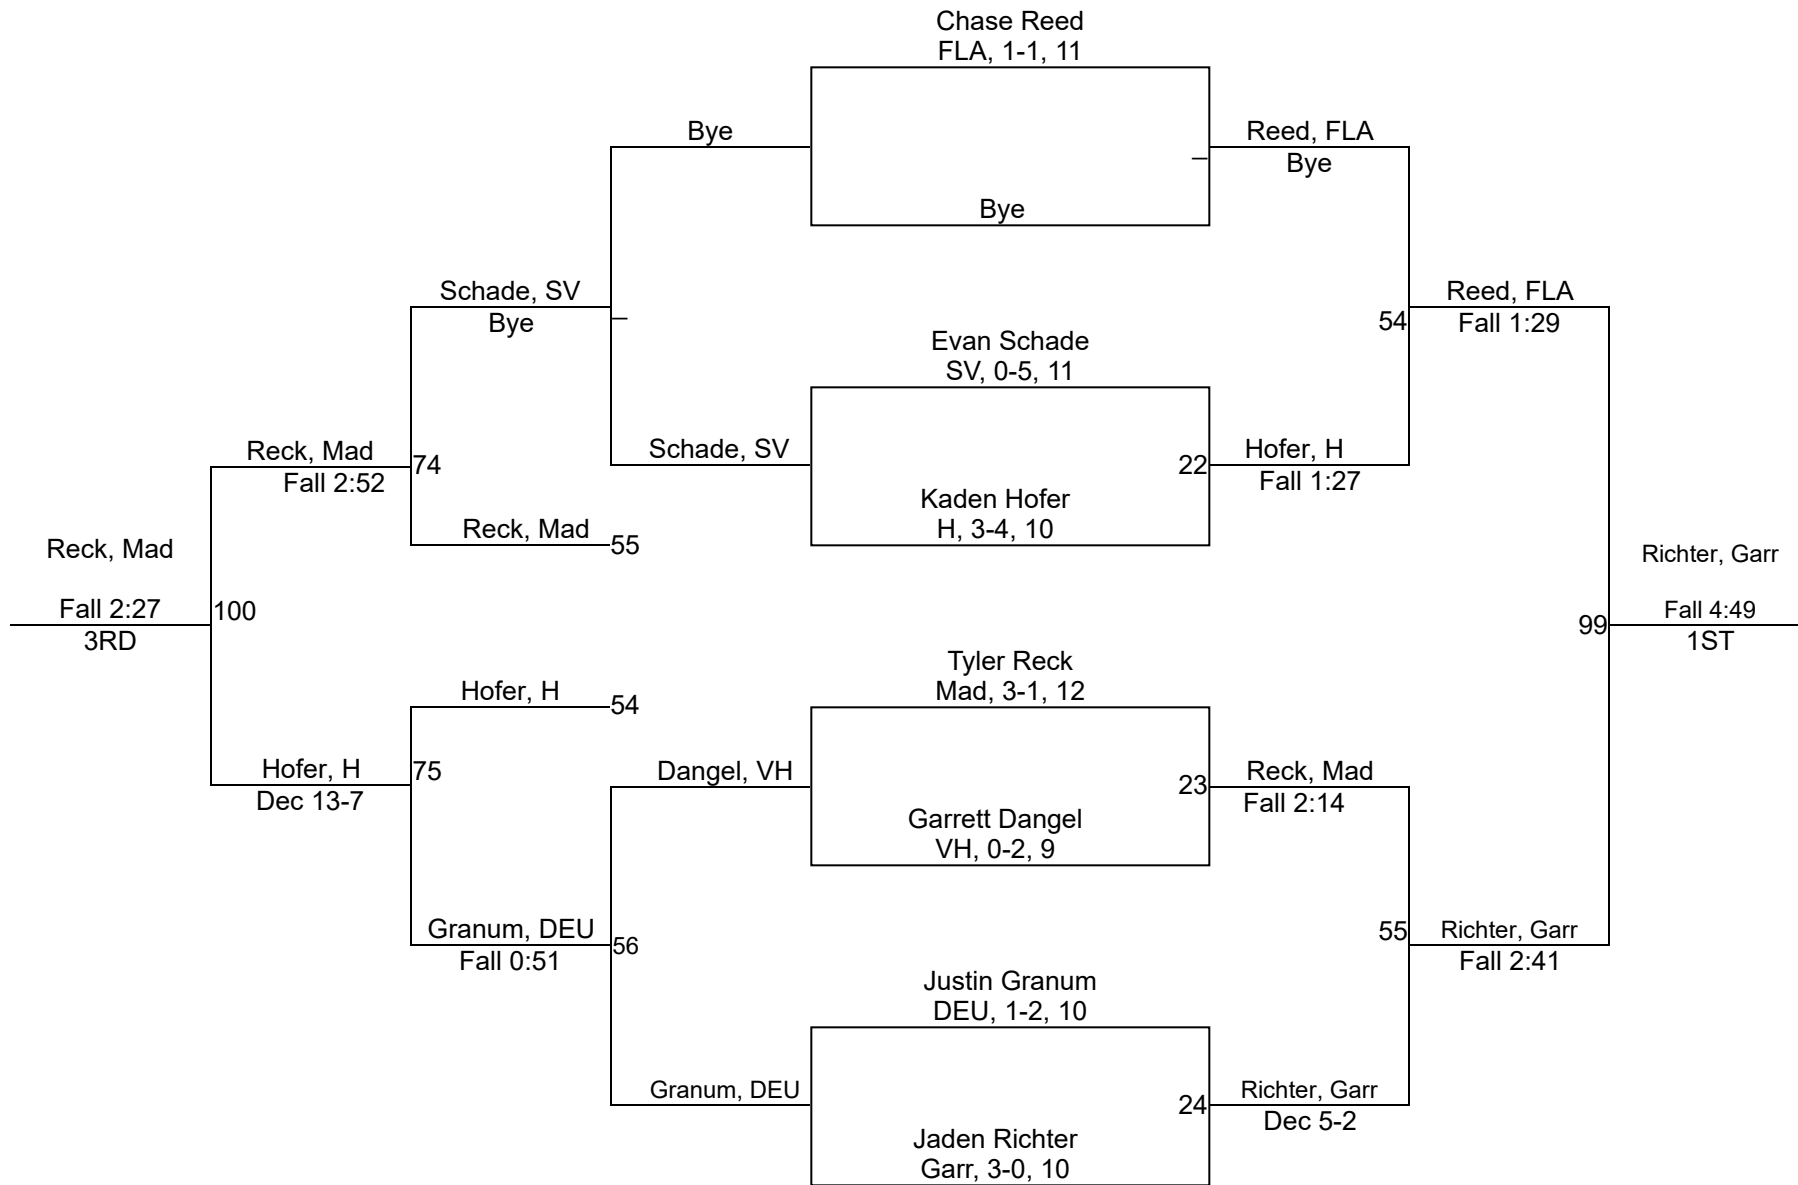 Chase Reed
FLA, 1-1, 11
Bye
Reed, FLA
Bye
Bye
Schade, SV
Bye
Reed, FLA
54
Fall 1:29
Evan Schade
SV, 0-5, 11
Reck, Mad
74
Fall 2:52
Schade, SV
22
Hofer, H
Fall 1:27
Kaden Hofer
H, 3-4, 10
Reck, Mad
55
Reck, Mad
Richter, Garr
Fall 2:27
100
3RD
Fall 4:49
99
1ST
Tyler Reck
Mad, 3-1, 12
Hofer, H
54
Hofer, H
75
Dec 13-7
Dangel, VH
23
Reck, Mad
Fall 2:14
Garrett Dangel
VH, 0-2, 9
Granum, DEU
56
Fall 0:51
55
Richter, Garr
Fall 2:41
Justin Granum
DEU, 1-2, 10
Granum, DEU
24
Richter, Garr
Dec 5-2
Jaden Richter
Garr, 3-0, 10